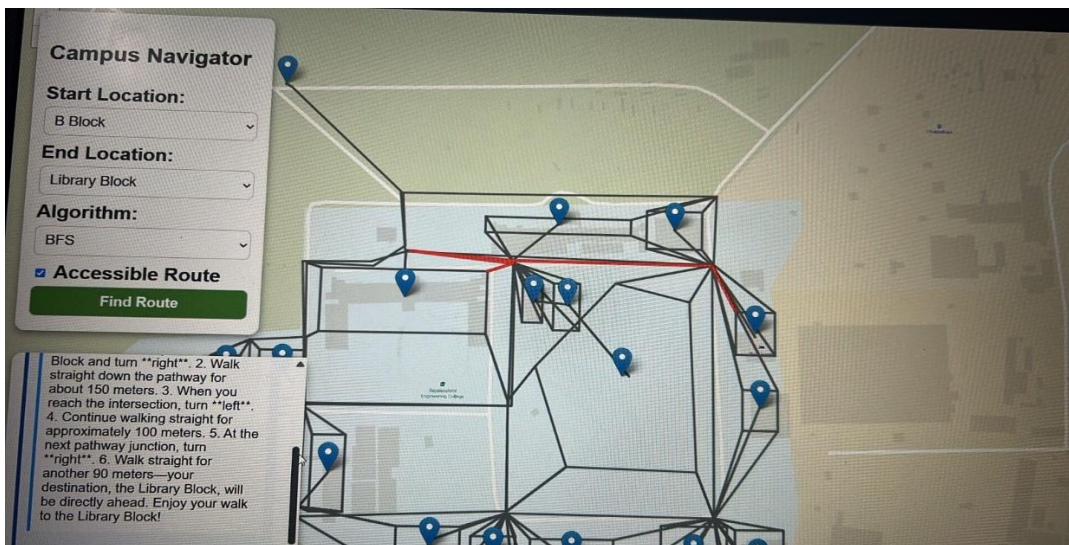 Campus Navigator
Start Location:
B Block
End Location:
Library Block
Algorithm:
BFS
Accessible Route
Find Route
Block and turn **right**. 2. Walk
straight down the pathway for
about 150 meters. 3. When you
reach the intersection, turn **left**.
4. Continue walking straight for
approximately 100 meters. 5. At the
next pathway junction, turn
**right**. 6. Walk straight for
another 90 meters—your
destination, the Library Block, will
be directly ahead. Enjoy your walk
to the Library Block!
Engineering College